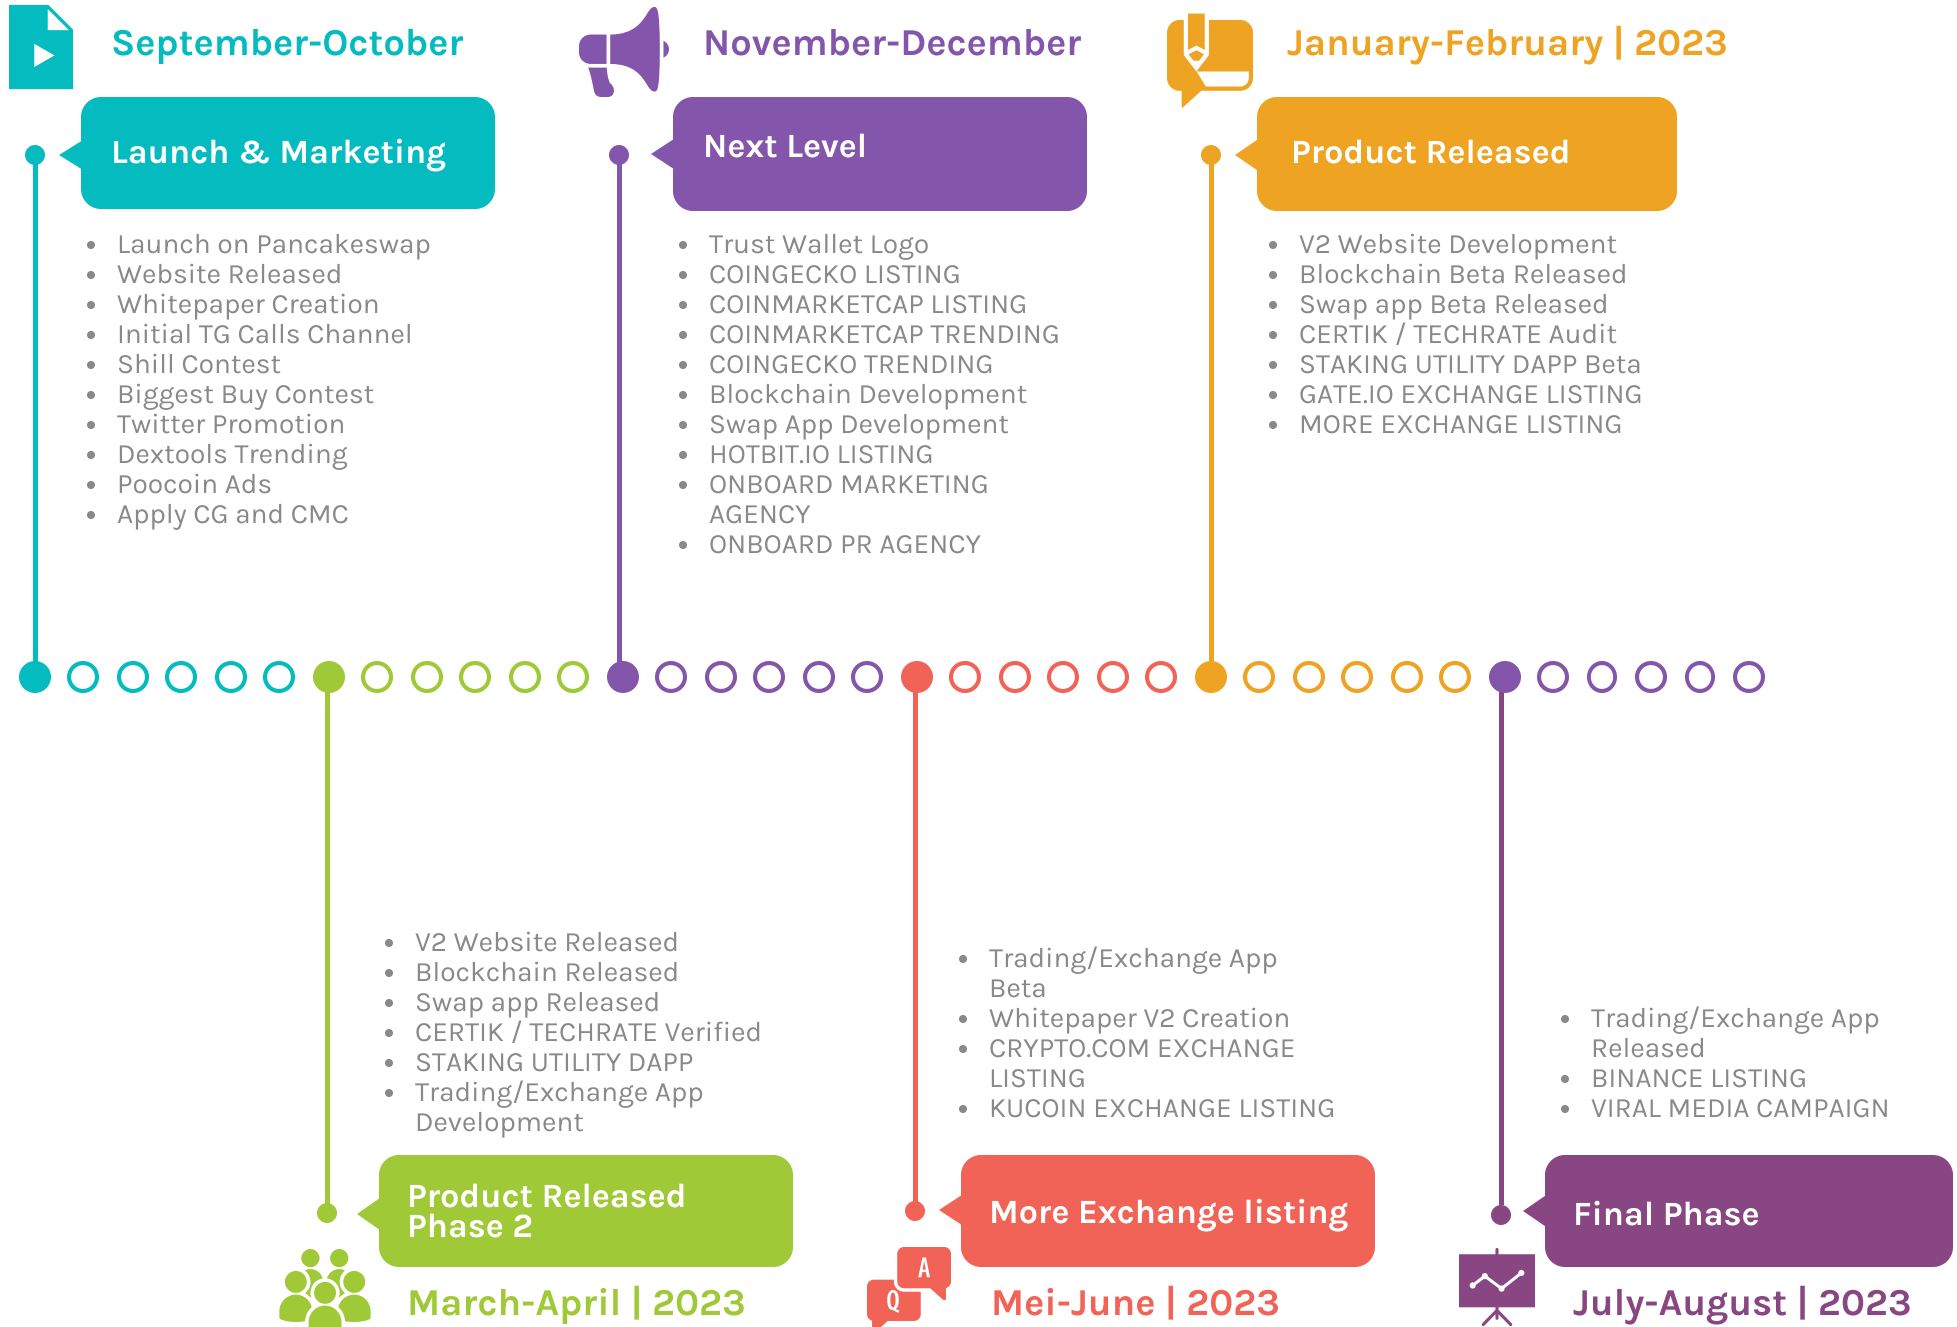 September-October
Launch & Marketing
• Launch on Pancakeswap
• Website Released
• Whitepaper Creation
• Initial TG Calls Channel
• Shill Contest
• Biggest Buy Contest
• Twitter Promotion
• Dextools Trending
• Poocoin Ads
• Apply CG and CMC
November-December
Next Level
• Trust Wallet Logo
• COINGECKO LISTING
• COINMARKETCAP LISTING
• COINMARKETCAP TRENDING
• COINGECKO TRENDING
• Blockchain Development
• Swap App Development
• HOTBIT.IO LISTING
• ONBOARD MARKETING
AGENCY
• ONBOARD PR AGENCY
January-February | 2023
Product Released
• V2 Website Development
• Blockchain Beta Released
• Swap app Beta Released
• CERTIK / TECHRATE Audit
• STAKING UTILITY DAPP Beta
• GATE.IO EXCHANGE LISTING
• MORE EXCHANGE LISTING
• V2 Website Released
• Blockchain Released
• Swap app Released
• CERTIK / TECHRATE Verified
• STAKING UTILITY DAPP
• Trading/Exchange App
Development
Product Released
Phase 2
March-April | 2023
• Trading/Exchange App
Beta
• Whitepaper V2 Creation
• CRYPTO.COM EXCHANGE
LISTING
• KUCOIN EXCHANGE LISTING
More Exchange listing
A
Q
Mei-June | 2023
• Trading/Exchange App
Released
• BINANCE LISTING
• VIRAL MEDIA CAMPAIGN
Final Phase
July-August | 2023